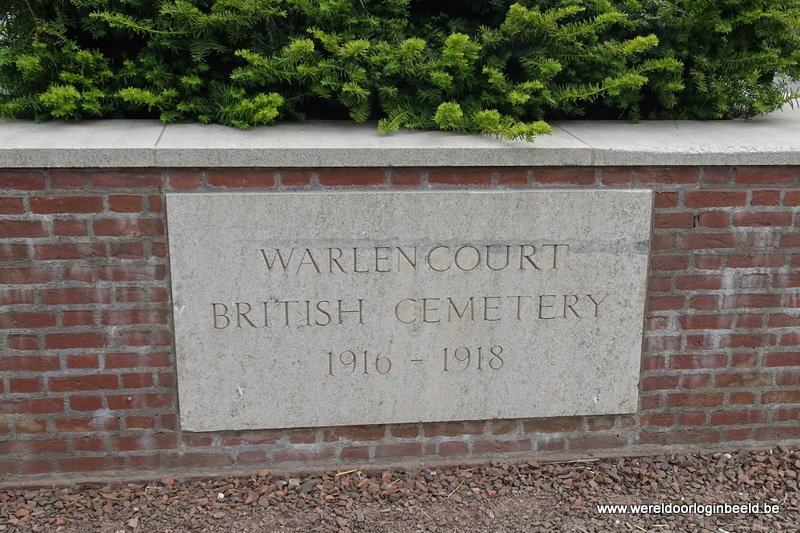 WARLENCOURT
BRITISH CEMETERY
1916 - 1918
www.wereldoorloginbeeld.be